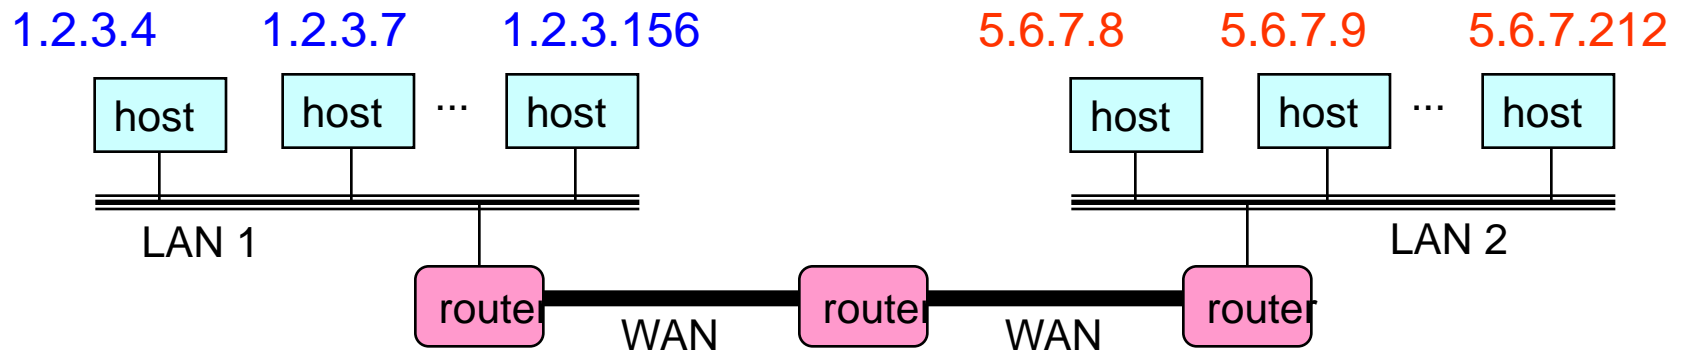 1.2.3.4 1.2.3.7 1.2.3.156 5.6.7.8 5.6.7.9 5.6.7.212
host host ... host host host ... host
LAN 1 LAN 2
router router router
WAN WAN